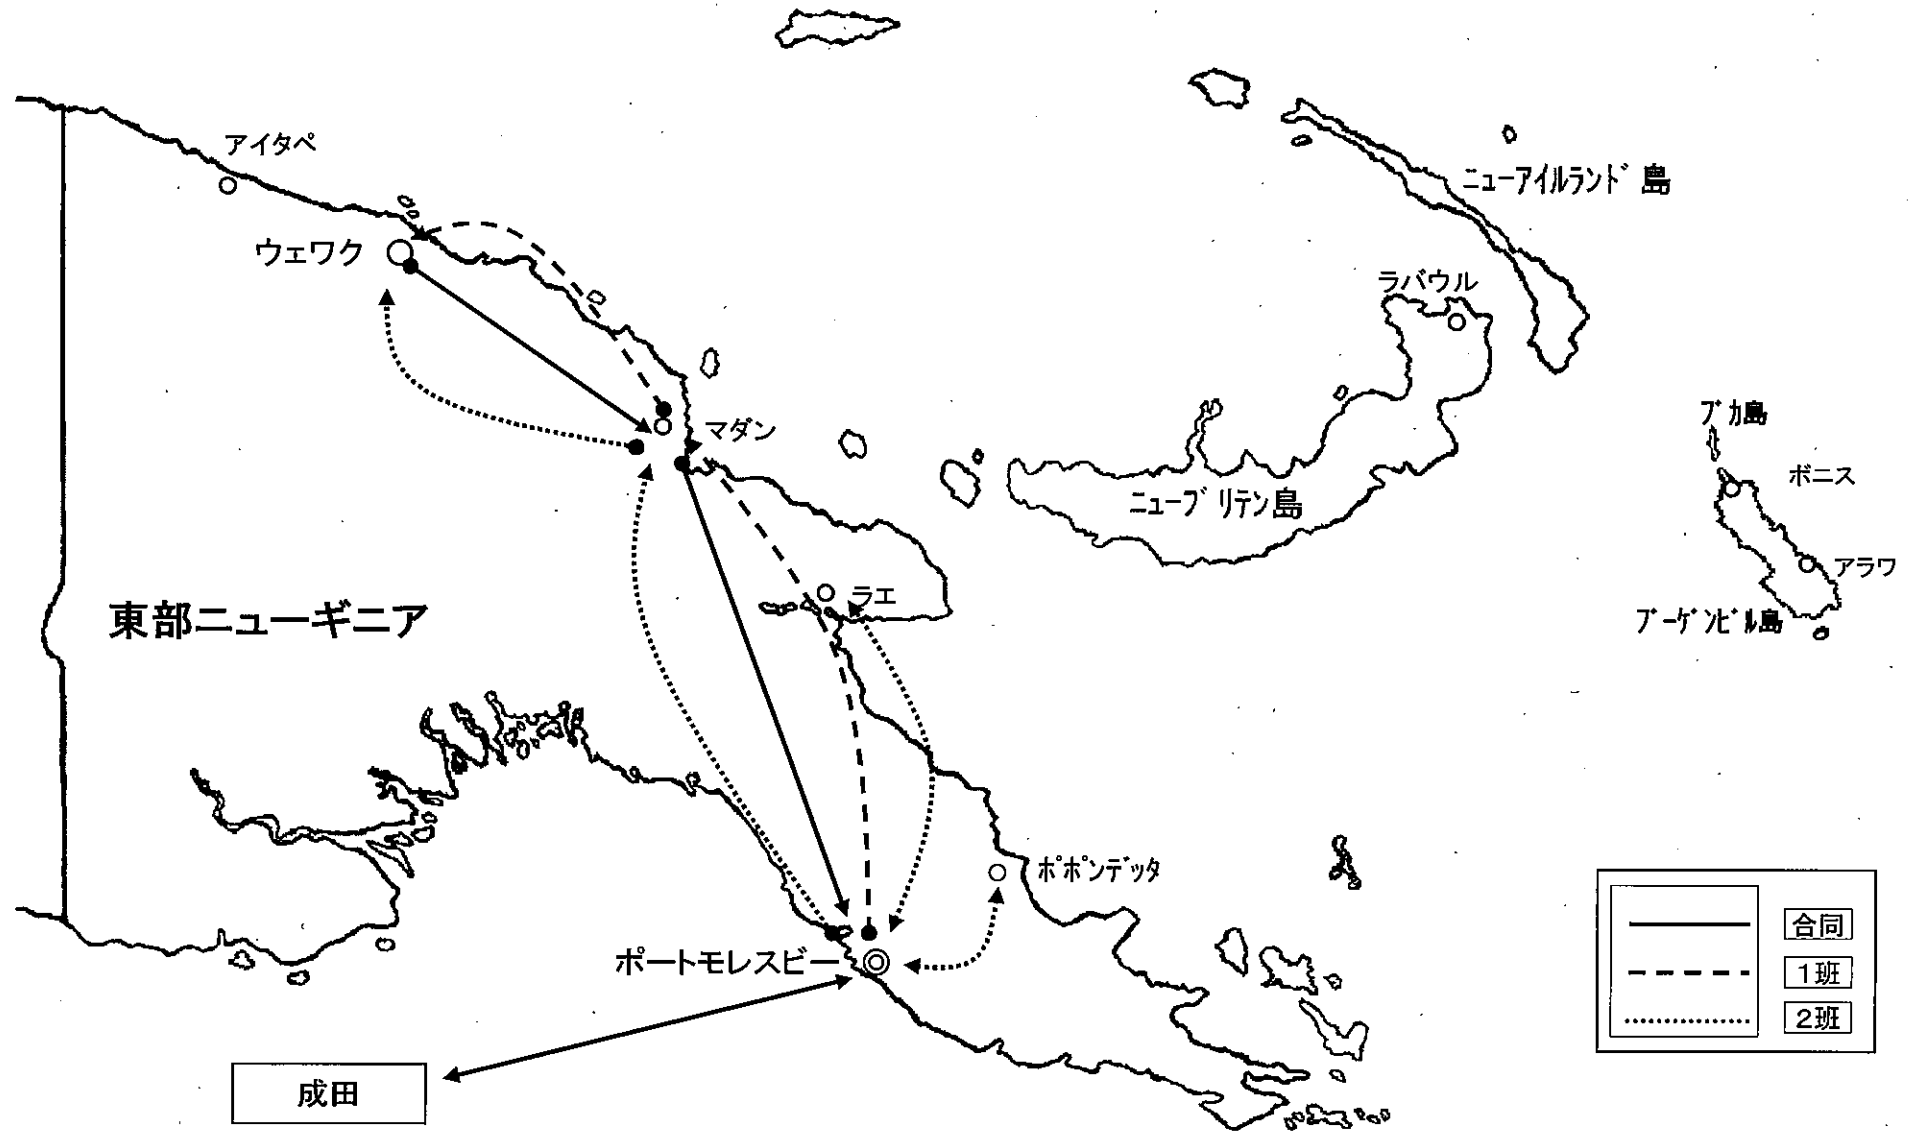 アイタペ
ニューアイルランド島
ウェワク
ラバウル
ブカ島
マダン
ボニス
ニューブリテン島
アラワ
ラエ
東部ニューギニア
ブーゲンビル島
ポポンデッタ
合同
ポートモレスビー
1班
2班
成田